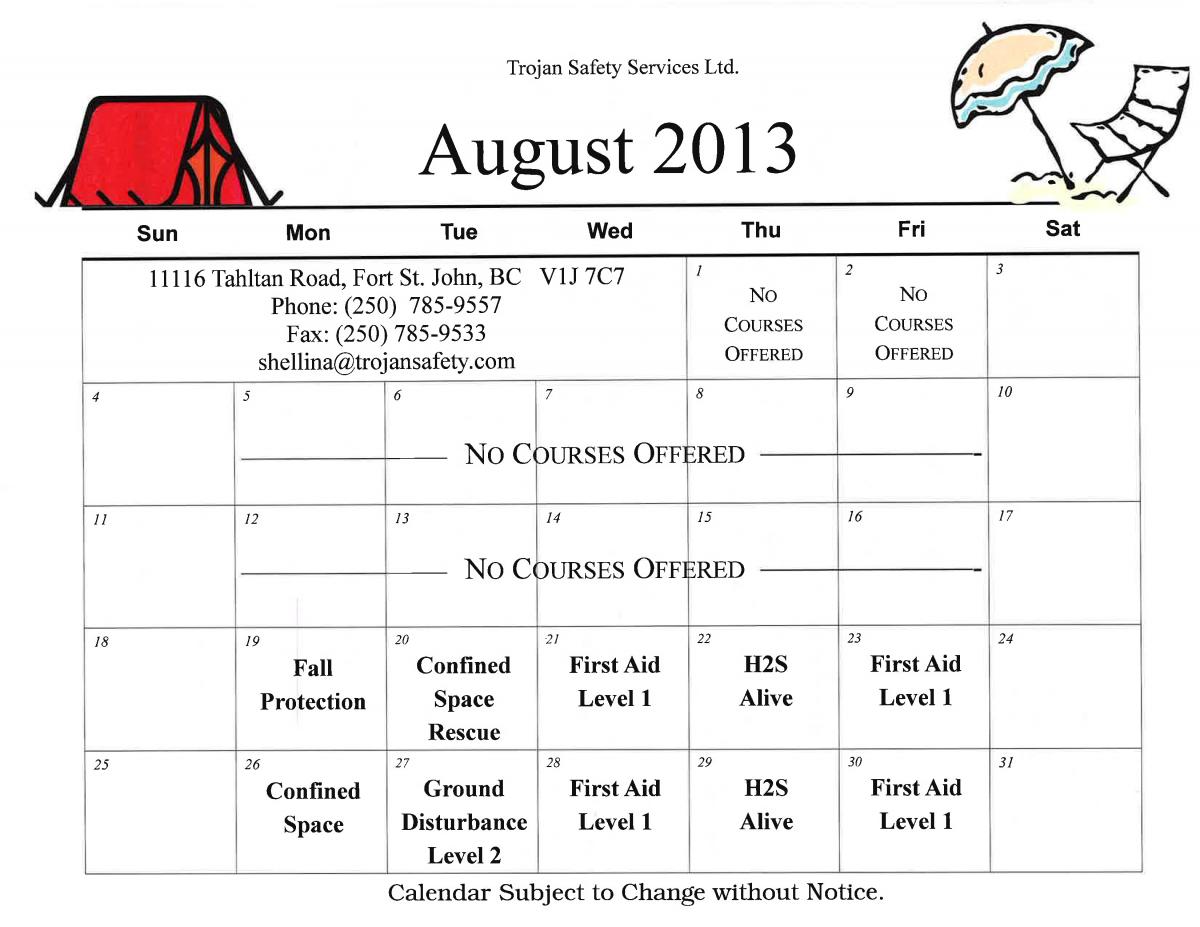 Trojan Safety Services Ltd.
August 2013
Sun Mon Tue Wed Thu Fri Sat
11116 Tahltan Road, Fort St. John, BC V1J 7C7
Phone: (250) 785-9557
Fax: (250) 785-9533
shellina@trojansafety.com
1
No
Courses
Offered
2
No
Courses
Offered
3
4
5
6
7
8
9
10
No Courses Offered
11
12
13
14
15
16
17
No Courses Offered
18
19
Fall
Protection
20
Confined
Space
Rescue
21
First Aid
Level 1
22
H2S
Alive
23
First Aid
Level 1
24
25
26
Confined
Space
27
Ground
Disturbance
Level 2
28
First Aid
Level 1
29
H2S
Alive
30
First Aid
Level 1
31
Calendar Subject to Change without Notice.